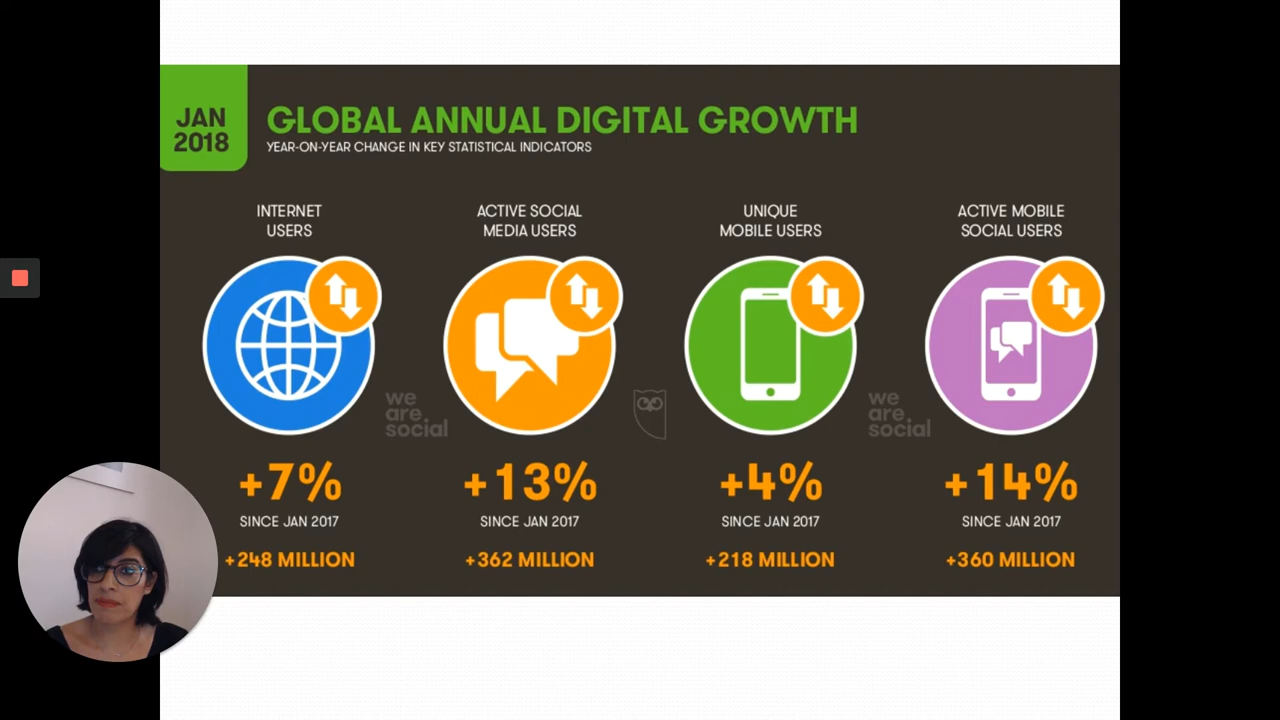 JAN
2018
GLOBAL ANNUAL DIGITAL GROWTH
YEAR-ON-YEAR CHANGE IN KEY STATISTICAL INDICATORS
INTERNET
USERS
ACTIVE SOCIAL
MEDIA USERS
UNIQUE
MOBILE USERS
ACTIVE MOBILE
SOCIAL USERS
we
are
social
we
are
social
+7%
SINCE JAN 2017
+248 MILLION
+13%
SINCE JAN 2017
+362 MILLION
+4%
SINCE JAN 2017
+218 MILLION
+14%
SINCE JAN 2017
+360 MILLION